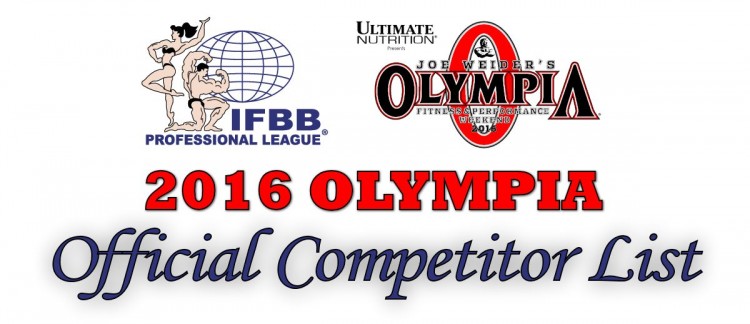 IFBB
PROFESSIONAL LEAGUE®
ULTIMATE
NUTRITION®
Presents
JOE WEIDER'S
OLYMPIA
FITNESS & PERFORMANCE
WEEKEND
2016
2016 OLYMPIA
Official Competitor List